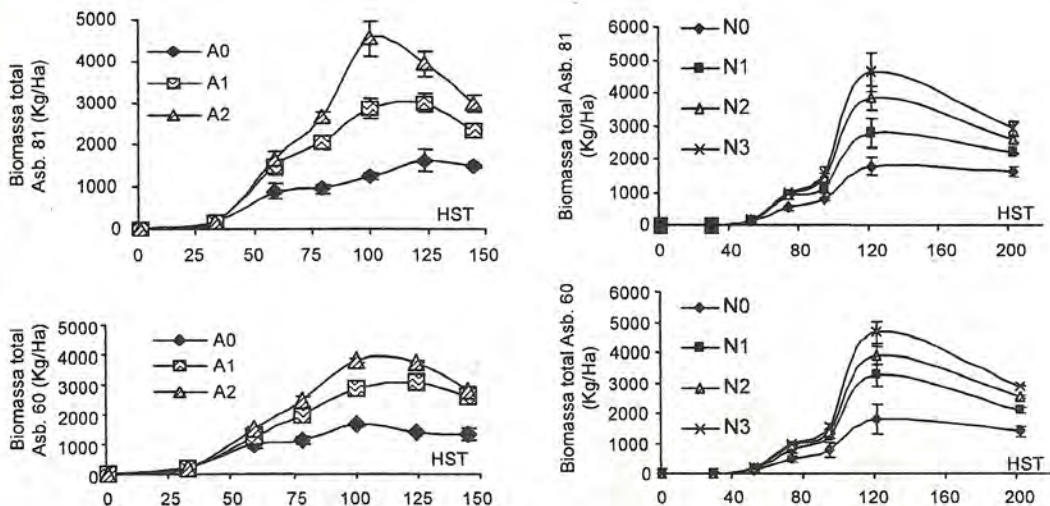 Biomassa total
Asb. 81 (Kg/Ha)
5000
4000
3000
2000
1000
0
A0
A1
A2
HST
0 25 50 75 100 125 150
Biomassa total Asb. 81
(Kg/Ha)
6000
5000
4000
3000
2000
1000
0
N0
N1
N2
N3
HST
0 40 80 120 160 200
Biomassa total
Asb. 60 (Kg/Ha)
5000
4000
3000
2000
1000
0
A0
A1
A2
HST
0 25 50 75 100 125 150
Biomassa total Asb. 60
(Kg/Ha)
6000
5000
4000
3000
2000
1000
0
N0
N1
N2
N3
HST
0 40 80 120 160 200